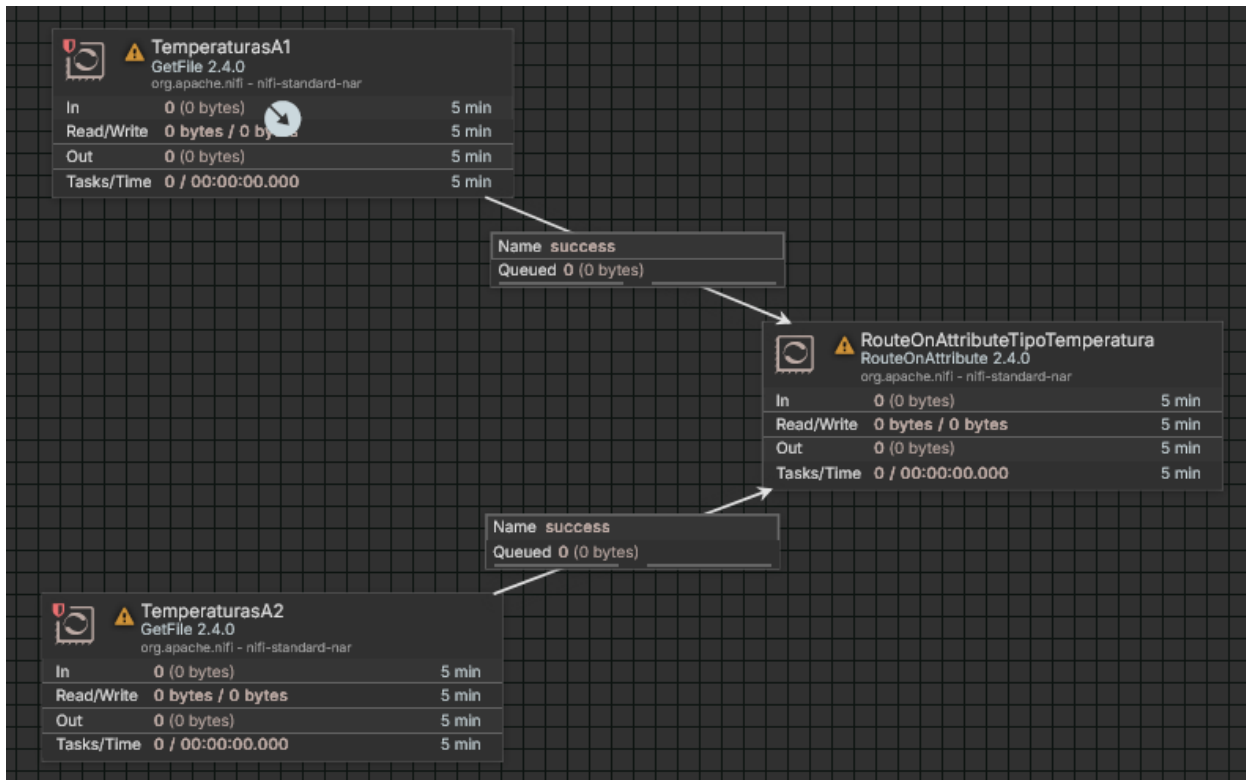 TemperaturasA1
GetFile 2.4.0
org.apache.nifi - nifi-standard-nar
In 0 (0 bytes) 5 min
Read/Write 0 bytes / 0 bytes 5 min
Out 0 (0 bytes) 5 min
Tasks/Time 0 / 00:00:00.000 5 min
Name success
Queued 0 (0 bytes)
RouteOnAttributeTipoTemperatura
RouteOnAttribute 2.4.0
org.apache.nifi - nifi-standard-nar
In 0 (0 bytes) 5 min
Read/Write 0 bytes / 0 bytes 5 min
Out 0 (0 bytes) 5 min
Tasks/Time 0 / 00:00:00.000 5 min
Name success
Queued 0 (0 bytes)
TemperaturasA2
GetFile 2.4.0
org.apache.nifi - nifi-standard-nar
In 0 (0 bytes) 5 min
Read/Write 0 bytes / 0 bytes 5 min
Out 0 (0 bytes) 5 min
Tasks/Time 0 / 00:00:00.000 5 min